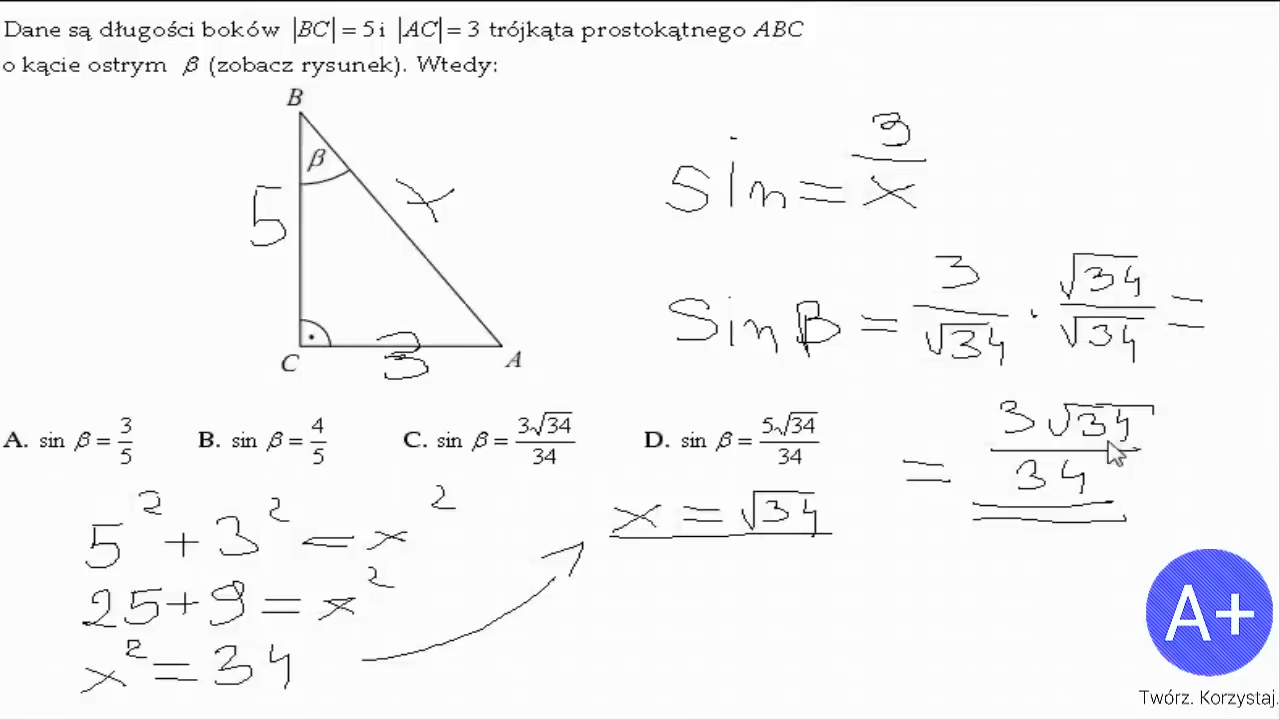 Dane są długości boków |BC| = 5 i |AC| = 3 trójkąta prostokątnego ABC
o kącie ostrym β (zobacz rysunek). Wtedy:
B
β
5
x
C
3
A
sin = 3/x
Sin β = 3/√34 · √34/√34 =
= 3√34/34
A. sin β = 3/5 B. sin β = 4/5 C. sin β = 3√34/34 D. sin β = 5√34/34
5² + 3² = x²
25 + 9 = x²
x² = 34
x = √34
A+
Twórz. Korzystaj.